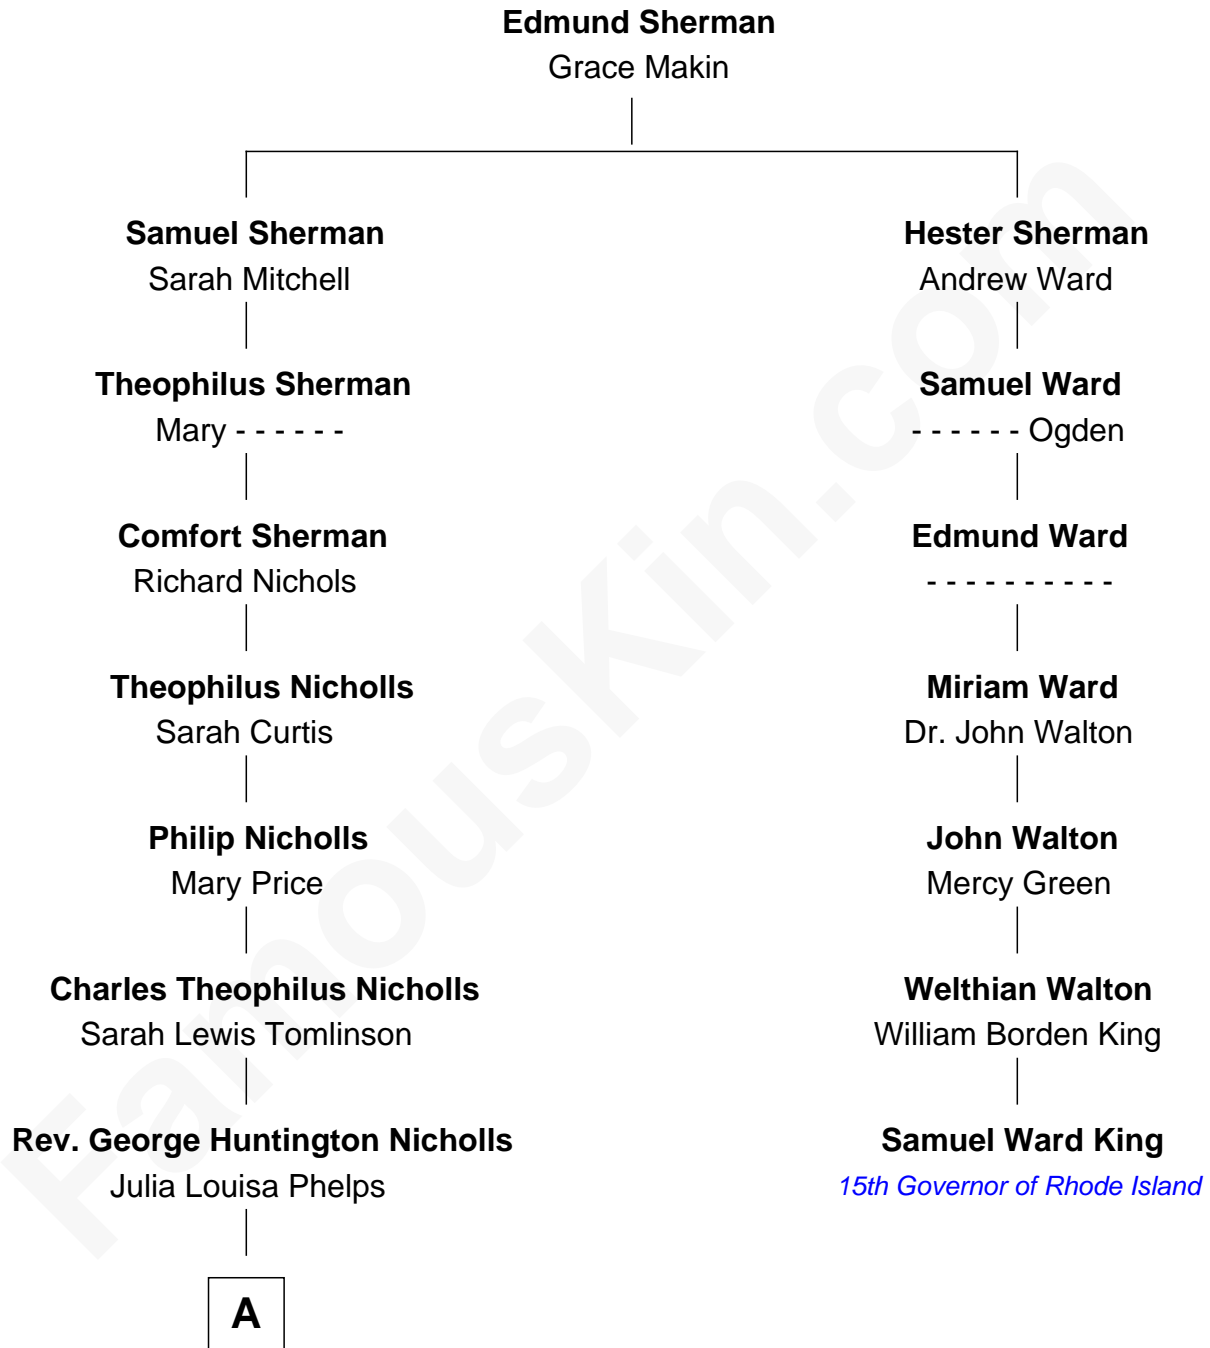 Edmund Sherman
Grace Makin
Samuel Sherman
Sarah Mitchell
Hester Sherman
Andrew Ward
Theophilus Sherman
Mary - - - - - -
Samuel Ward
- - - - - - Ogden
Comfort Sherman
Richard Nichols
Edmund Ward
- - - - - - - - - -
Theophilus Nicholls
Sarah Curtis
Miriam Ward
Dr. John Walton
Philip Nicholls
Mary Price
John Walton
Mercy Green
Charles Theophilus Nicholls
Sarah Lewis Tomlinson
Welthian Walton
William Borden King
Rev. George Huntington Nicholls
Julia Louisa Phelps
Samuel Ward King
15th Governor of Rhode Island
A
FamousKin.com